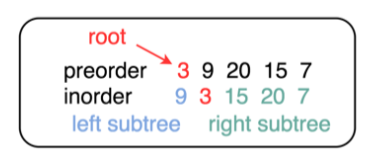 root
preorder 3 9 20 15 7
inorder 9 3 15 20 7
left subtree right subtree